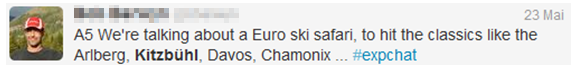 23 Mai
A5 We're talking about a Euro ski safari, to hit the classics like the
Arlberg, Kitzbühl, Davos, Chamonix ... #expchat